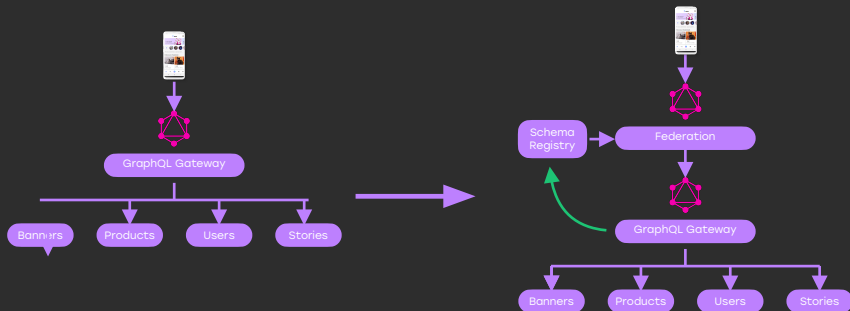 GraphQL Gateway
Banners
Products
Users
Stories
Schema
Registry
Federation
GraphQL Gateway
Banners
Products
Users
Stories